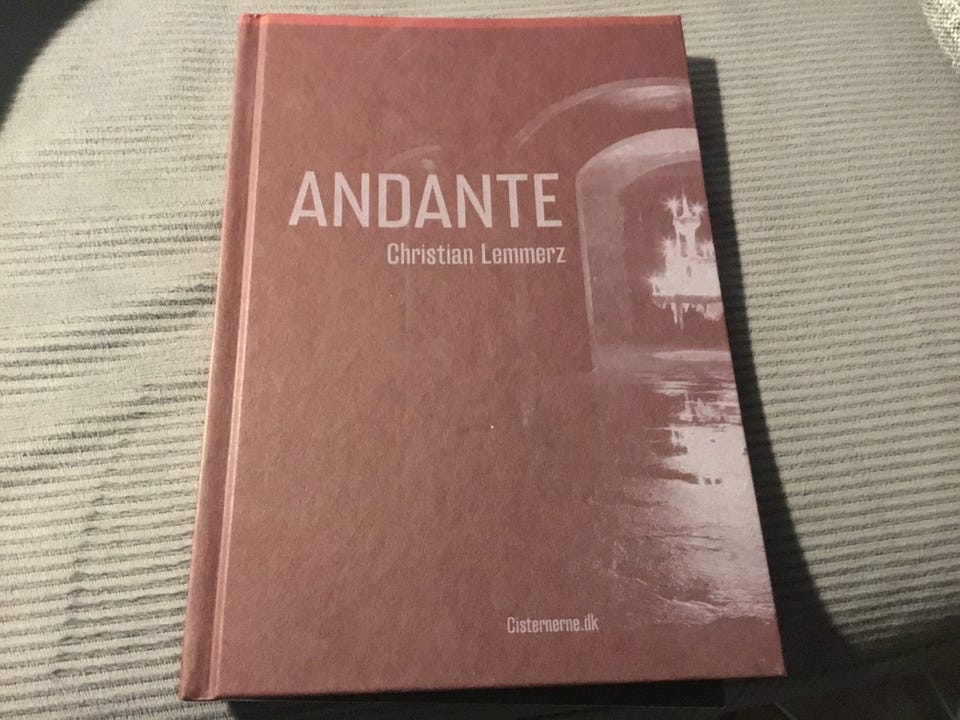 ANDANTE
Christian Lemmerz
Cisternerne.dk